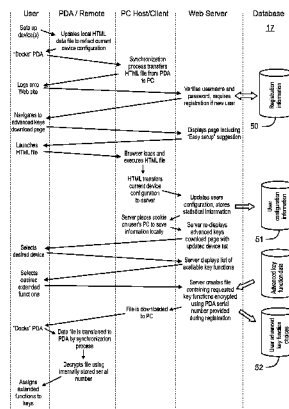 User
PDA / Remote
PC Host/Client
Web Server
Database
17
Sets up
device(s)
Updates local HTML
data file to reflect current
device configuration
"Docks" PDA
Synchronization
process transfers
HTML file from PDA
to PC
Logs onto
Web site
Verifies username and
password, requires
registration if new user
Registration
information
50
Navigates to
advanced keys
download page
Displays page including
"Easy setup" suggestion
Launches
HTML file
Browser loads and
executes HTML file
HTML transfers
current device
configuration
to server
Updates users
configuration, stores
statistical information
User
configuration
information
51
Server places cookie
on user's PC to save
information locally
Server re-displays
advanced keys
download page with
updated device list
Selects
desired device
Server displays list of
available key functions
Advanced key
function data
Selects
desired
extended
functions
Server creates file
containing requested
key functions encrypted
using PDA serial
number provided
during registration
User advanced
key function
choices
52
File is downloaded
to PC
"Docks" PDA
Data file is transferred to
PDA by synchronization
process
Decrypts file using
internally stored serial
number
Assigns
extended
functions to
keys